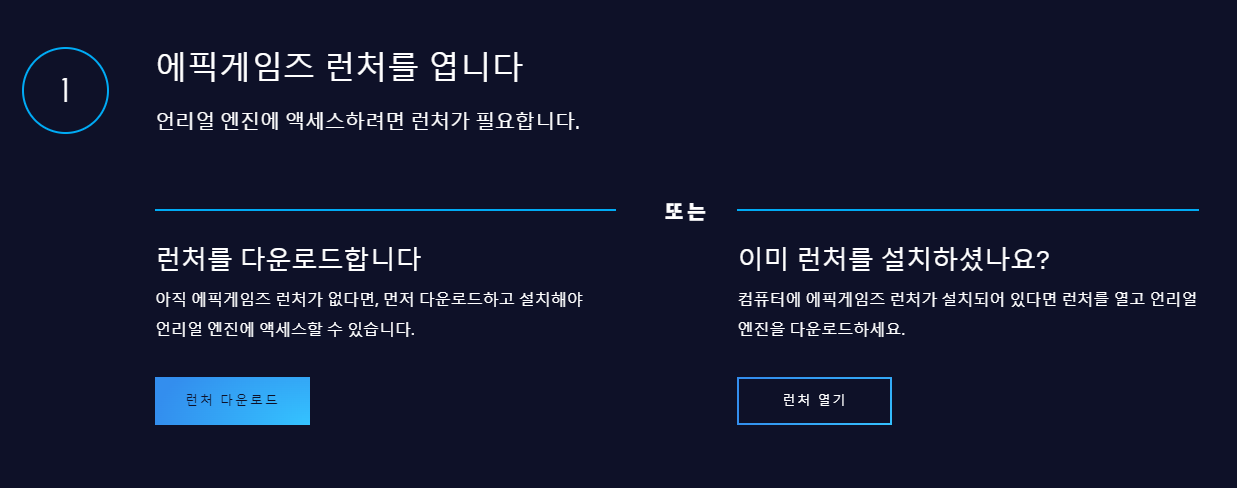 1
에픽게임즈 런처를 엽니다
언리얼 엔진에 액세스하려면 런처가 필요합니다.
또는
런처를 다운로드합니다
아직 에픽게임즈 런처가 없다면, 먼저 다운로드하고 설치해야
언리얼 엔진에 액세스할 수 있습니다.
런처 다운로드
이미 런처를 설치하셨나요?
컴퓨터에 에픽게임즈 런처가 설치되어 있다면 런처를 열고 언리얼
엔진을 다운로드하세요.
런처 열기